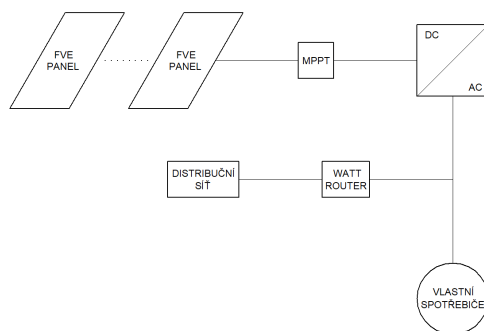 FVE
PANEL
FVE
PANEL
MPPT
DC
AC
DISTRIBUČNÍ
SÍŤ
WATT
ROUTER
VLASTNÍ
SPOTŘEBIČE